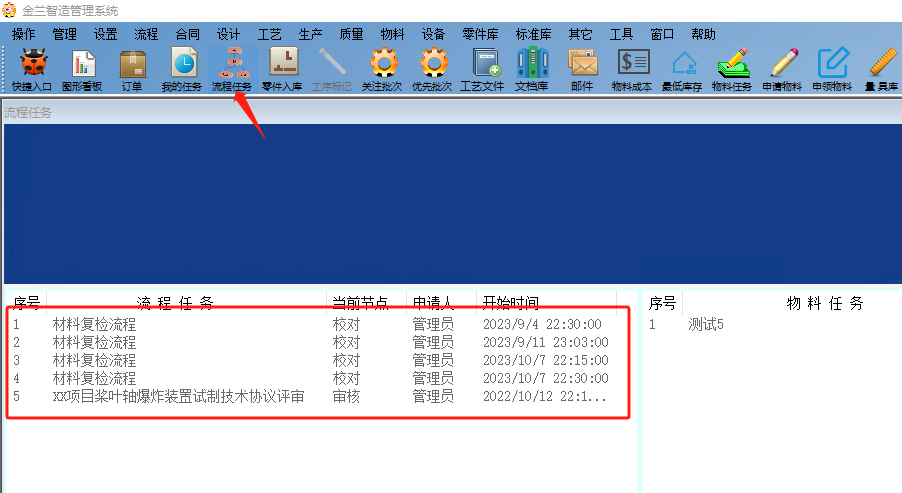 金兰智造管理系统
操作 管理 设置 流程 合同 设计 工艺 生产 质量 物料 设备 零件库 标准库 其它 工具 窗口 帮助
快捷入口 图形看板 订单 我的任务 流程任务 零件入库 工序标记 关注批次 优先批次 工艺文件 文档库 邮件 物料成本 最低库存 物料任务 申请物料 申领物料 量具库
流程任务
序号 流程任务 当前节点 申请人 开始时间 序号 物料任务
1 材料复检流程 校对 管理员 2023/9/4 22:30:00 1 测试5
2 材料复检流程 校对 管理员 2023/9/11 23:03:00
3 材料复检流程 校对 管理员 2023/10/7 22:15:00
4 材料复检流程 校对 管理员 2023/10/7 22:30:00
5 XX项目桨叶轴爆炸装置试制技术协议评审 审核 管理员 2022/10/12 22:1...